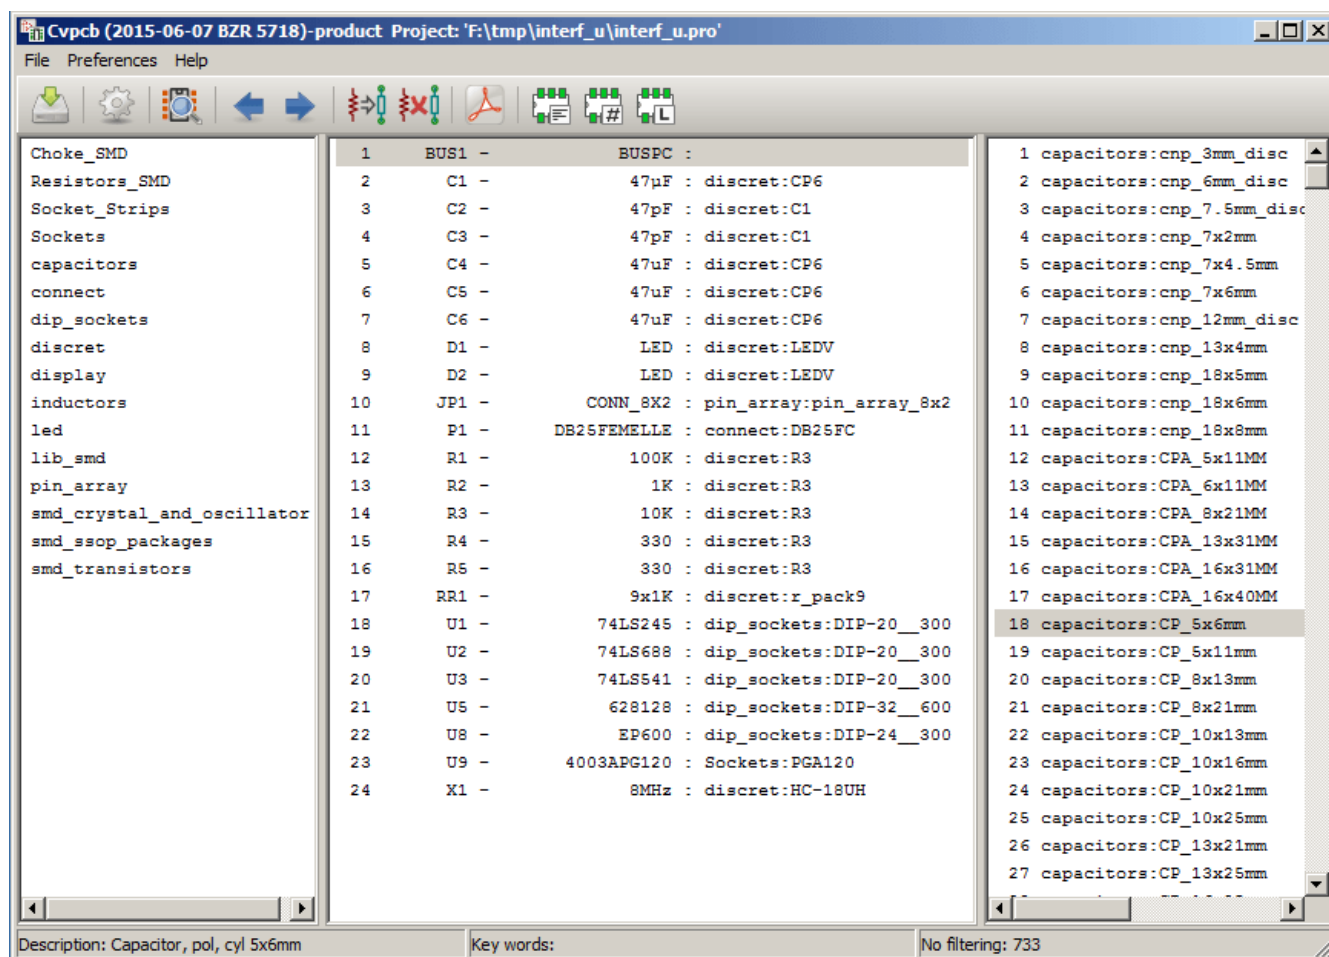 Cvpcb (2015-06-07 BZR 5718)-product Project: 'F:\tmp\interf_u\interf_u.pro'
File Preferences Help
Choke_SMD
Resistors_SMD
Socket_Strips
Sockets
capacitors
connect
dip_sockets
discret
display
inductors
led
lib_smd
pin_array
smd_crystal_and_oscillator
smd_ssop_packages
smd_transistors
1 BUS1 - BUSPC :
2 C1 - 47µF : discret:CP6
3 C2 - 47pF : discret:C1
4 C3 - 47pF : discret:C1
5 C4 - 47uF : discret:CP6
6 C5 - 47uF : discret:CP6
7 C6 - 47uF : discret:CP6
8 D1 - LED : discret:LEDV
9 D2 - LED : discret:LEDV
10 JP1 - CONN_8X2 : pin_array:pin_array_8x2
11 P1 - DB25FEMELLE : connect:DB25FC
12 R1 - 100K : discret:R3
13 R2 - 1K : discret:R3
14 R3 - 10K : discret:R3
15 R4 - 330 : discret:R3
16 R5 - 330 : discret:R3
17 RR1 - 9x1K : discret:r_pack9
18 U1 - 74LS245 : dip_sockets:DIP-20__300
19 U2 - 74LS688 : dip_sockets:DIP-20__300
20 U3 - 74LS541 : dip_sockets:DIP-20__300
21 U5 - 628128 : dip_sockets:DIP-32__600
22 U8 - EP600 : dip_sockets:DIP-24__300
23 U9 - 4003APG120 : Sockets:PGA120
24 X1 - 8MHz : discret:HC-18UH
1 capacitors:cnp_3mm_disc
2 capacitors:cnp_6mm_disc
3 capacitors:cnp_7.5mm_disc
4 capacitors:cnp_7x2mm
5 capacitors:cnp_7x4.5mm
6 capacitors:cnp_7x6mm
7 capacitors:cnp_12mm_disc
8 capacitors:cnp_13x4mm
9 capacitors:cnp_18x5mm
10 capacitors:cnp_18x6mm
11 capacitors:cnp_18x8mm
12 capacitors:CPA_5x11MM
13 capacitors:CPA_6x11MM
14 capacitors:CPA_8x21MM
15 capacitors:CPA_13x31MM
16 capacitors:CPA_16x31MM
17 capacitors:CPA_16x40MM
18 capacitors:CP_5x6mm
19 capacitors:CP_5x11mm
20 capacitors:CP_8x13mm
21 capacitors:CP_8x21mm
22 capacitors:CP_10x13mm
23 capacitors:CP_10x16mm
24 capacitors:CP_10x21mm
25 capacitors:CP_10x25mm
26 capacitors:CP_13x21mm
27 capacitors:CP_13x25mm
Description: Capacitor, pol, cyl 5x6mm
Key words:
No filtering: 733